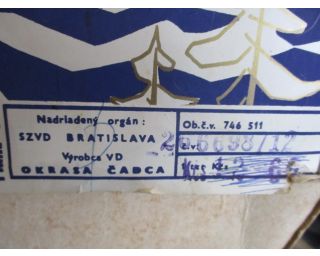 Nadriadený orgán:
SZVD BRATISLAVA
Výrobca VD
OKRASA ČADCA
Ob.č.v. 746 511
č.v: